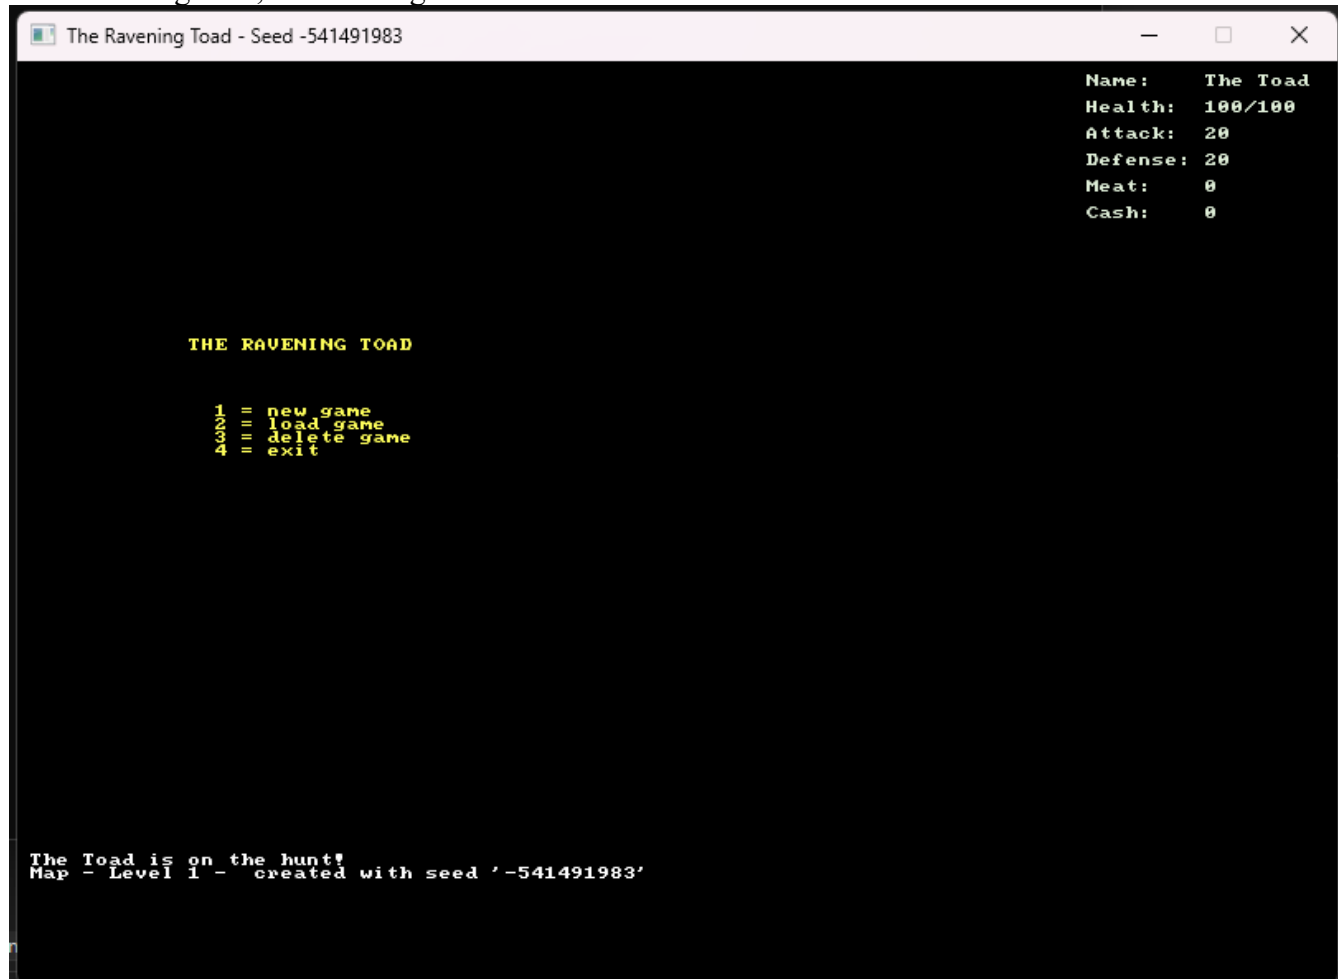 The Ravening Toad - Seed -541491983
Name: The Toad
Health: 100/100
Attack: 20
Defense: 20
Meat: 0
Cash: 0
THE RAVENING TOAD
1 = new game
2 = load game
3 = delete game
4 = exit
The Toad is on the hunt!
Map - Level 1 -  created with seed '-541491983'